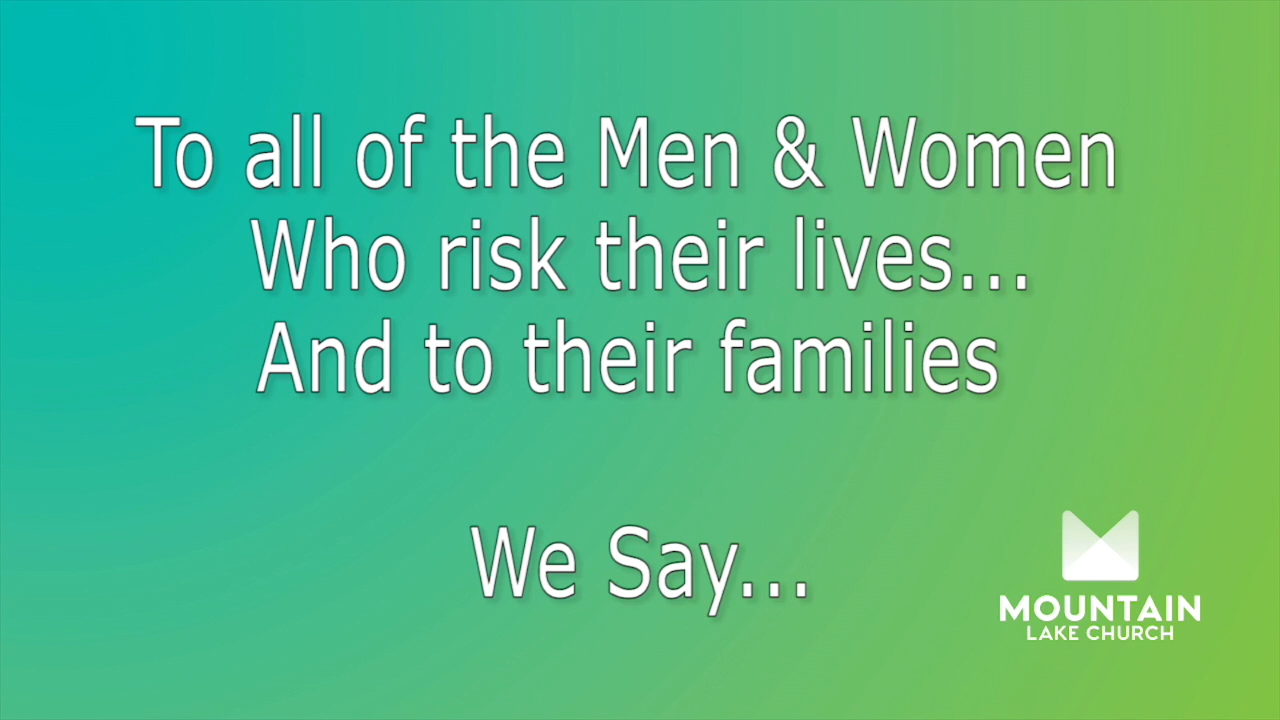 To all of the Men & Women
Who risk their lives...
And to their families
We Say...
MOUNTAIN
LAKE CHURCH